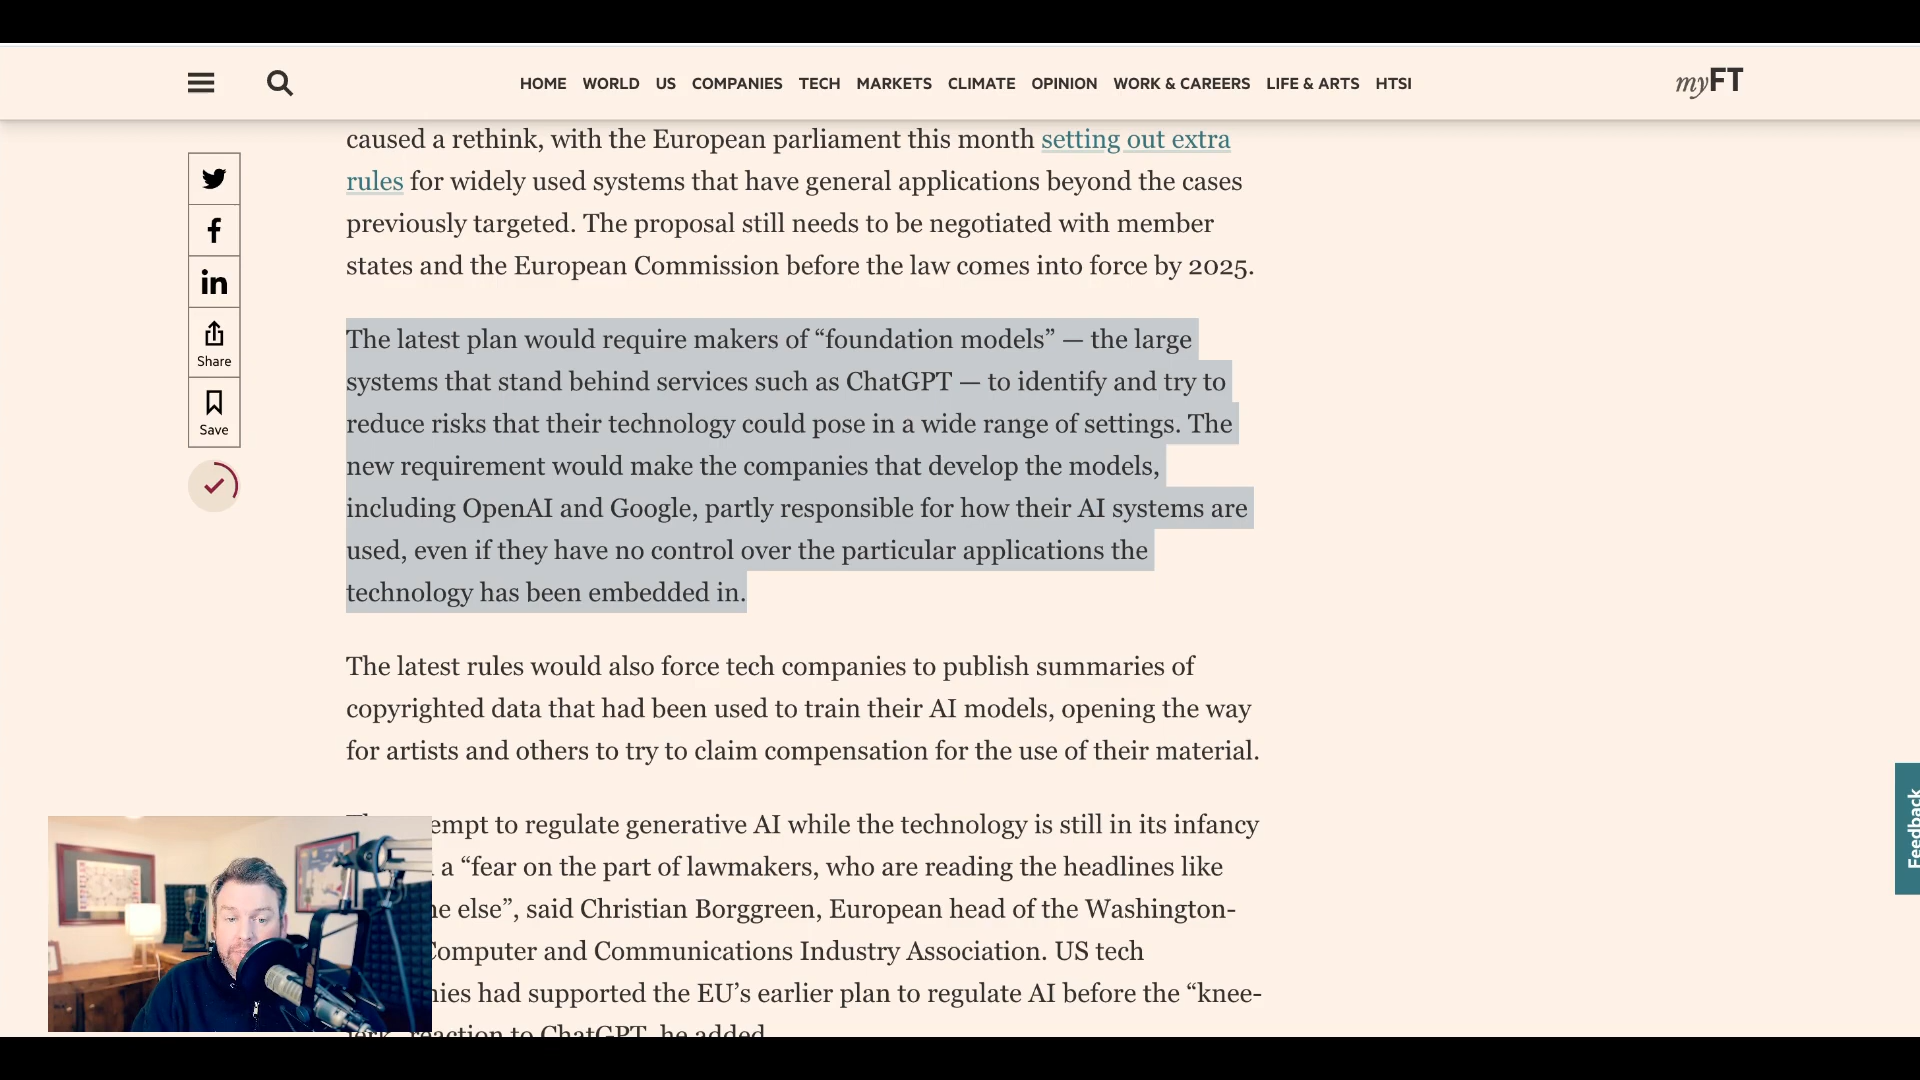 HOME WORLD US COMPANIES TECH MARKETS CLIMATE OPINION WORK & CAREERS LIFE & ARTS HTSI
myFT
caused a rethink, with the European parliament this month setting out extra
rules for widely used systems that have general applications beyond the cases
previously targeted. The proposal still needs to be negotiated with member
states and the European Commission before the law comes into force by 2025.
Share
Save
The latest plan would require makers of “foundation models” — the large
systems that stand behind services such as ChatGPT — to identify and try to
reduce risks that their technology could pose in a wide range of settings. The
new requirement would make the companies that develop the models,
including OpenAI and Google, partly responsible for how their AI systems are
used, even if they have no control over the particular applications the
technology has been embedded in.
The latest rules would also force tech companies to publish summaries of
copyrighted data that had been used to train their AI models, opening the way
for artists and others to try to claim compensation for the use of their material.
empt to regulate generative AI while the technology is still in its infancy
a “fear on the part of lawmakers, who are reading the headlines like
ne else”, said Christian Borggreen, European head of the Washington-
Computer and Communications Industry Association. US tech
nies had supported the EU’s earlier plan to regulate AI before the “knee-
reaction to ChatGPT, he added.
Feedback